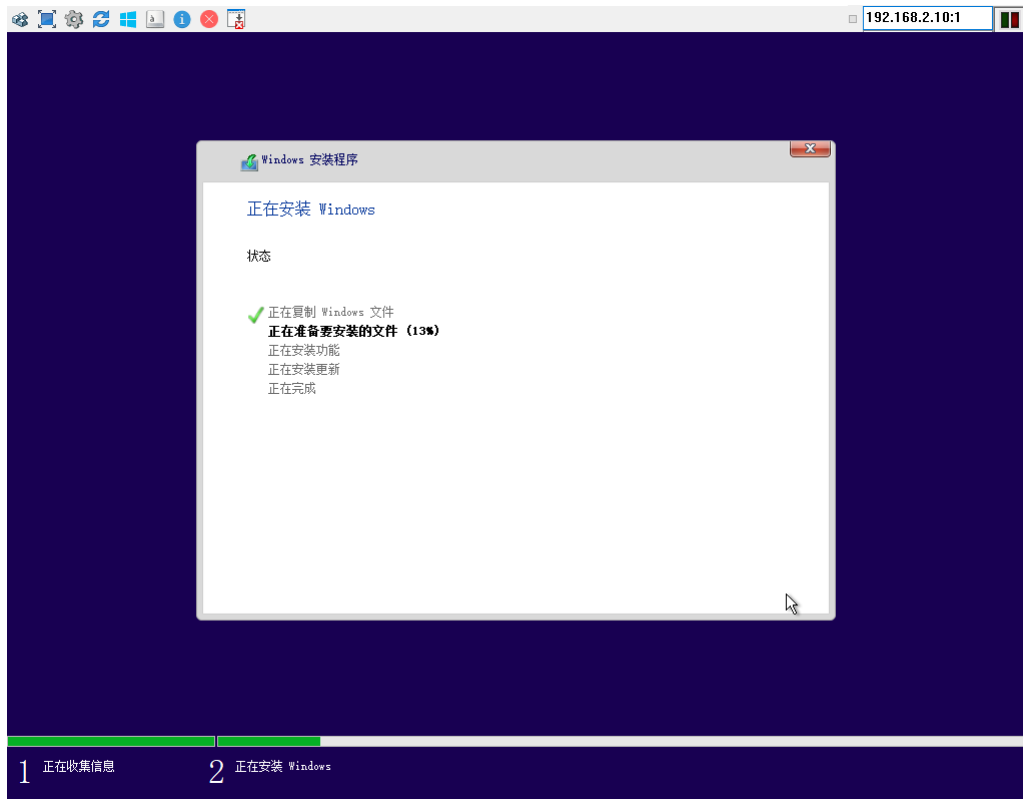 192.168.2.10:1
Windows 安装程序
正在安装 Windows
状态
正在复制 Windows 文件
正在准备要安装的文件 (13%)
正在安装功能
正在安装更新
正在完成
1 正在收集信息
2 正在安装 Windows